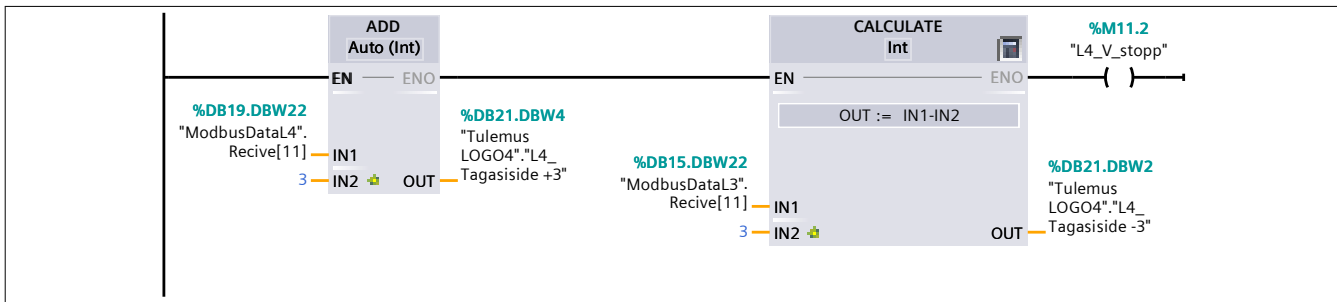 ADD
Auto (Int)
EN
ENO
%DB19.DBW22
"ModbusDataL4".
Recive[11]
IN1
3
IN2
OUT
%DB21.DBW4
"Tulemus
LOGO4"."L4_
Tagasiside +3"
CALCULATE
Int
EN
ENO
OUT := IN1-IN2
%DB15.DBW22
"ModbusDataL3".
Recive[11]
IN1
3
IN2
OUT
%DB21.DBW2
"Tulemus
LOGO4"."L4_
Tagasiside -3"
%M11.2
"L4_V_stopp"